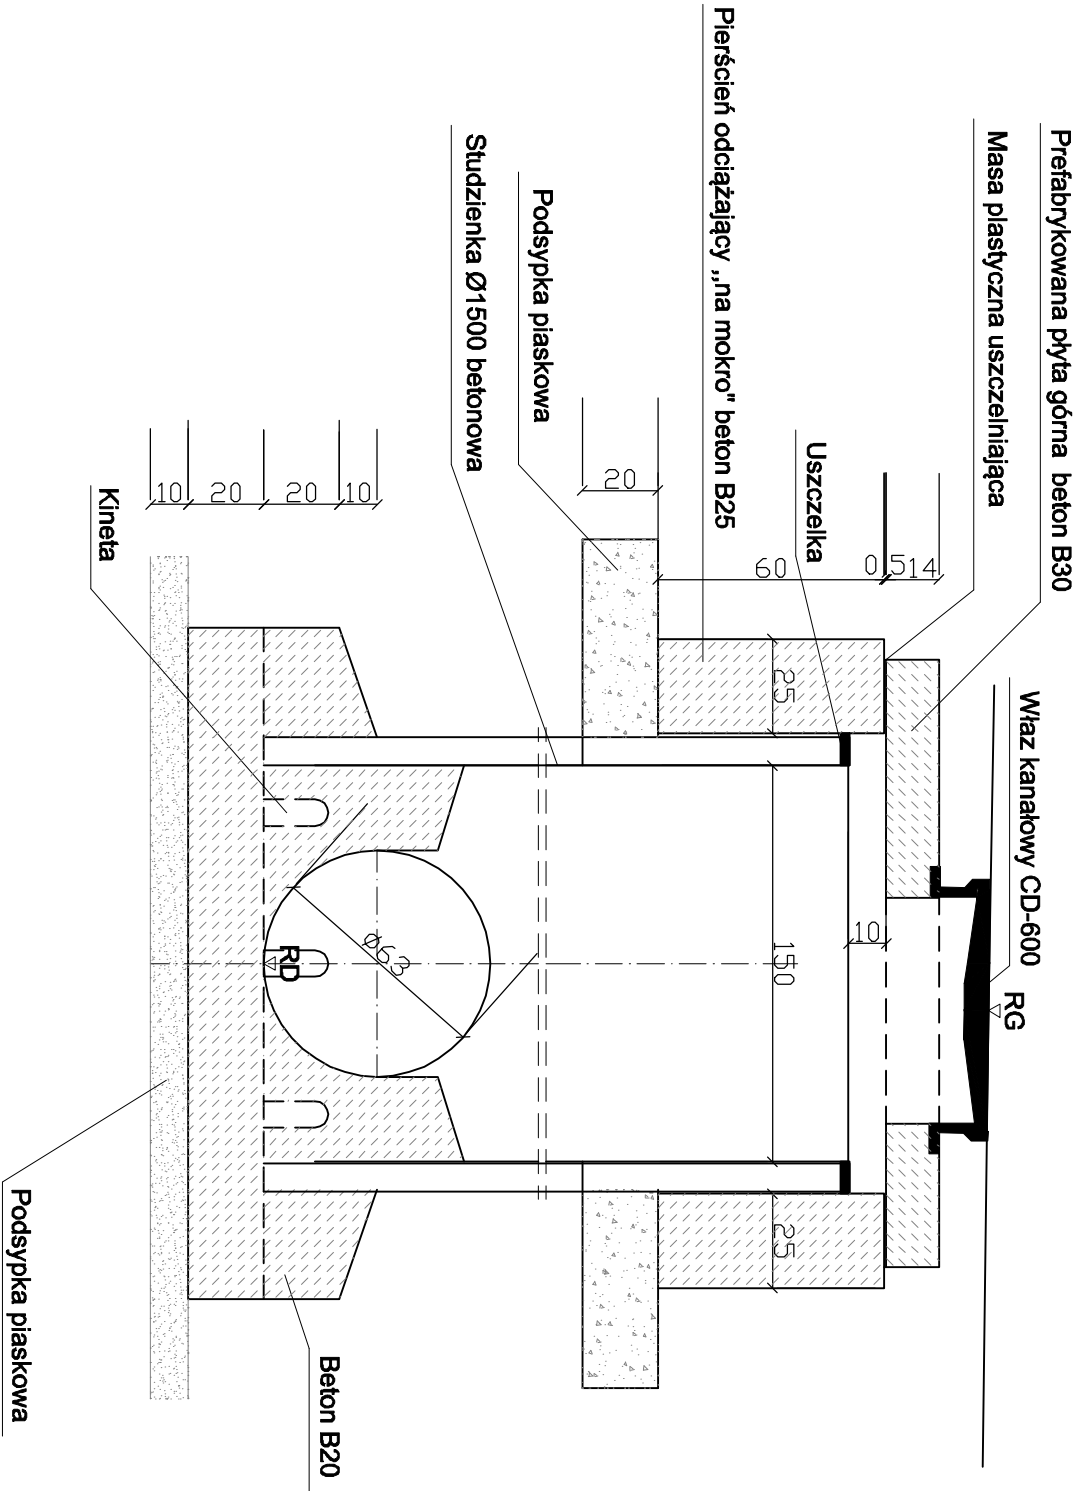 Prefabrykowana płyta górna beton B30
Masa plastyczna uszczelniająca
Właz kanałowy CD-600
RG
Pierścień odciążający „na mokro" beton B25
Uszczelka
Podsypka piaskowa
Studzienka Ø1500 betonowa
14
0,5
60
20
10
20
20
10
25
150
25
10
ø63
RD
Kineta
Beton B20
Podsypka piaskowa